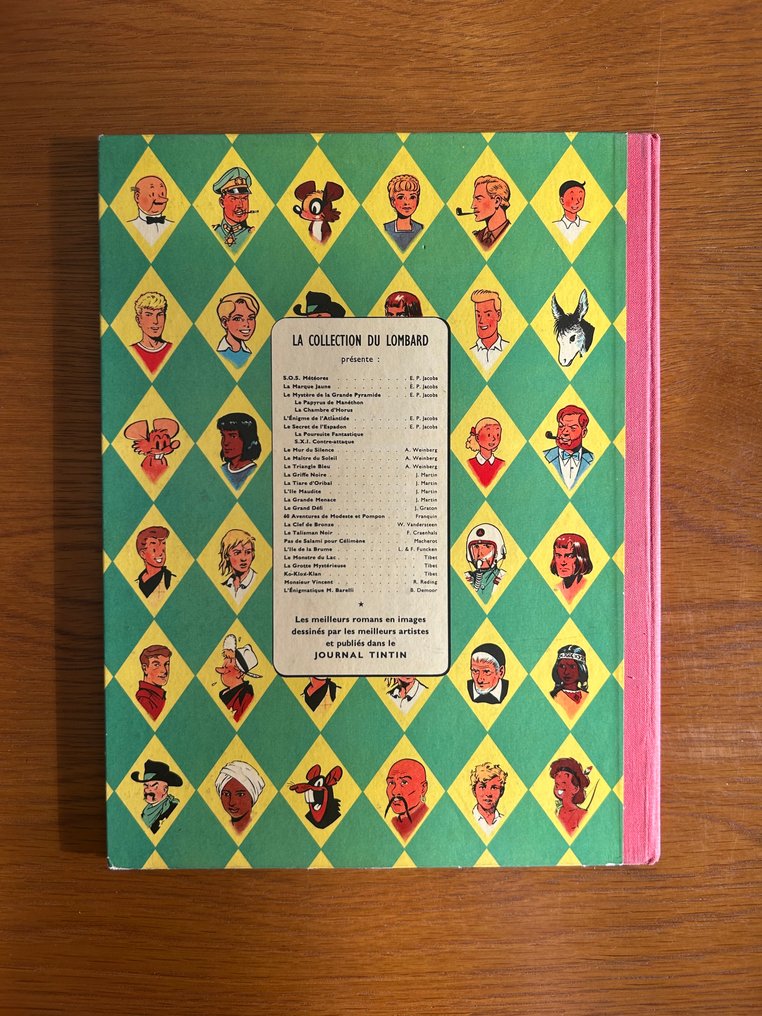 LA COLLECTION DU LOMBARD
présente :
S.O.S. Météores . . . . . . . . . E. P. Jacobs
La Marque Jaune . . . . . . . . . E. P. Jacobs
Le Mystère de la Grande Pyramide . . . E. P. Jacobs
Le Papyrus de Manéthon
La Chambre d'Horus
L'Énigme de l'Atlantide . . . . . . . E. P. Jacobs
Le Secret de l'Espadon . . . . . . . E. P. Jacobs
La Poursuite Fantastique
S.X.I. Contre-attaque
Le Mur du Silence . . . . . . . . A. Weinberg
Le Maître du Soleil . . . . . . . . A. Weinberg
Le Triangle Bleu . . . . . . . . . A. Weinberg
La Griffe Noire . . . . . . . . . . J. Martin
La Tiare d'Oribal . . . . . . . . . J. Martin
L'Ile Maudite . . . . . . . . . . J. Martin
La Grande Menace . . . . . . . . J. Martin
Le Grand Défi . . . . . . . . . . J. Graton
60 Aventures de Modeste et Pompon . . Franquin
La Clef de Bronze . . . . . . . W. Vandersteen
Le Talisman Noir . . . . . . . . F. Craenhals
Pas de Salami pour Célimène . . . . . Macherot
L'Ile de la Brume . . . . . . . L. & F. Funcken
Le Monstre du Lac . . . . . . . . . Tibet
La Grotte Mystérieuse . . . . . . . . Tibet
Ko-Klox-Klan . . . . . . . . . . . Tibet
Monsieur Vincent . . . . . . . . . R. Reding
L'Énigmatique M. Barelli . . . . . . B. Demoor
★
Les meilleurs romans en images
dessinés par les meilleurs artistes
et publiés dans le
JOURNAL TINTIN